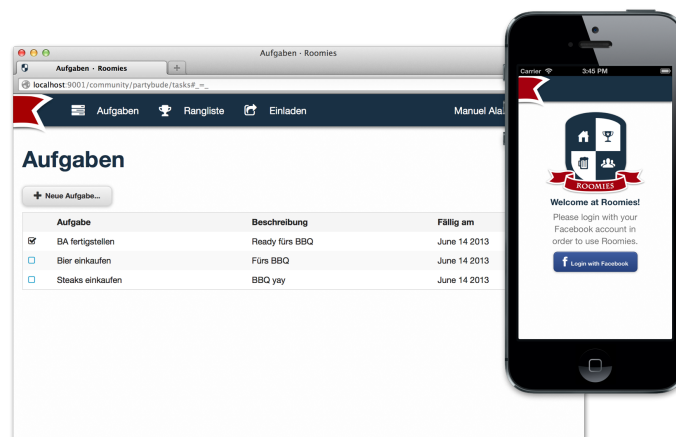 Aufgaben - Roomies
Aufgaben · Roomies
localhost:9001/community/partybude/tasks#_=_
Aufgaben Rangliste Einladen Manuel Ala
Aufgaben
Neue Aufgabe...
Aufgabe Beschreibung Fällig am
BA fertigstellen Ready fürs BBQ June 14 2013
Bier einkaufen Fürs BBQ June 14 2013
Steaks einkaufen BBQ yay June 14 2013
Carrier 3:45 PM
ROOMIES
Welcome at Roomies!
Please login with your
Facebook account in
order to use Roomies.
f Login with Facebook